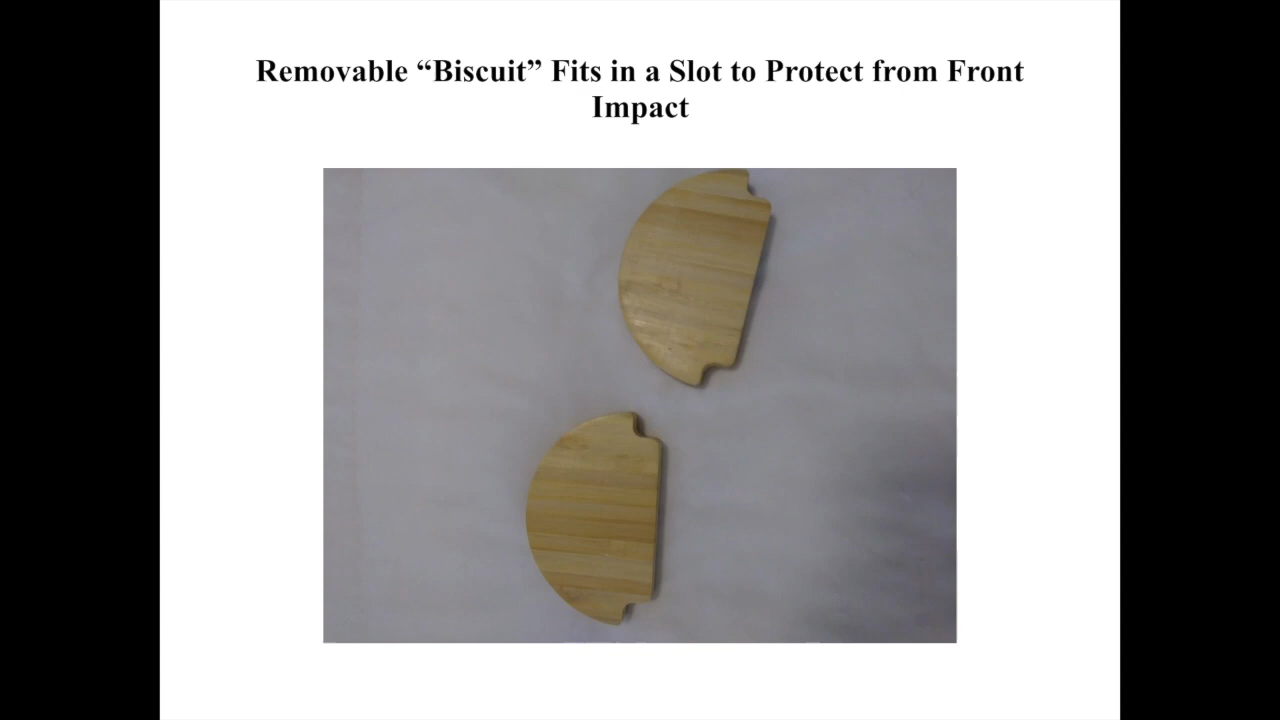 Removable “Biscuit” Fits in a Slot to Protect from Front
Impact